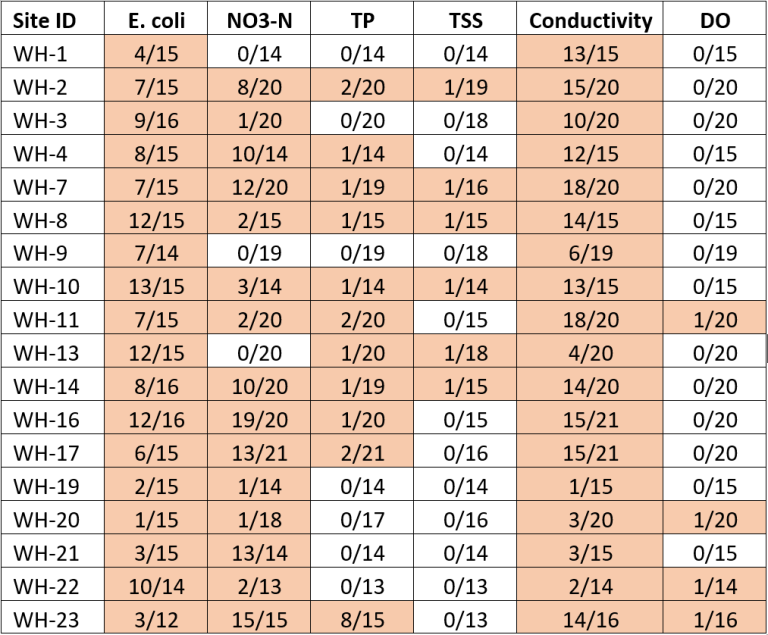 Site ID E. coli NO3-N TP TSS Conductivity DO
WH-1 4/15 0/14 0/14 0/14 13/15 0/15
WH-2 7/15 8/20 2/20 1/19 15/20 0/20
WH-3 9/16 1/20 0/20 0/18 10/20 0/20
WH-4 8/15 10/14 1/14 0/14 12/15 0/15
WH-7 7/15 12/20 1/19 1/16 18/20 0/20
WH-8 12/15 2/15 1/15 1/15 14/15 0/15
WH-9 7/14 0/19 0/19 0/18 6/19 0/19
WH-10 13/15 3/14 1/14 1/14 13/15 0/15
WH-11 7/15 2/20 2/20 0/15 18/20 1/20
WH-13 12/15 0/20 1/20 1/18 4/20 0/20
WH-14 8/16 10/20 1/19 1/15 14/20 0/20
WH-16 12/16 19/20 1/20 0/15 15/21 0/20
WH-17 6/15 13/21 2/21 0/16 15/21 0/20
WH-19 2/15 1/14 0/14 0/14 1/15 0/15
WH-20 1/15 1/18 0/17 0/16 3/20 1/20
WH-21 3/15 13/14 0/14 0/14 3/15 0/15
WH-22 10/14 2/13 0/13 0/13 2/14 1/14
WH-23 3/12 15/15 8/15 0/13 14/16 1/16